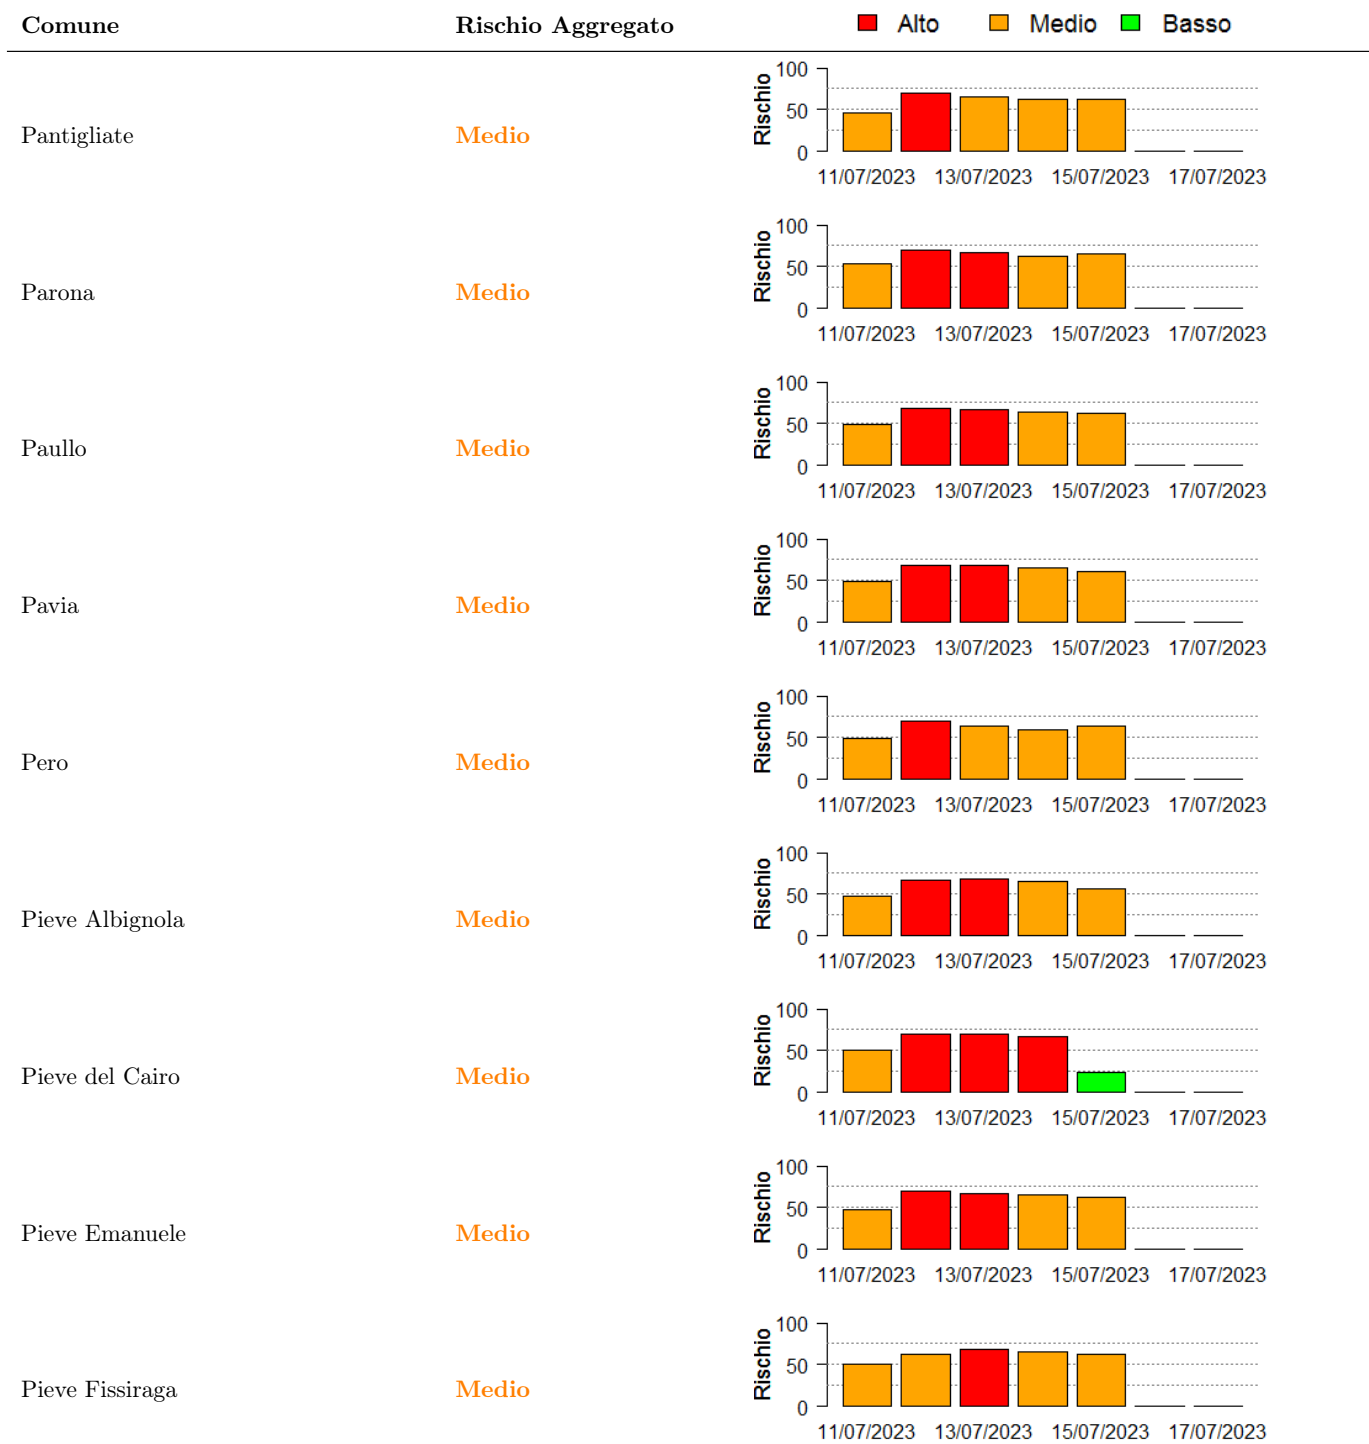 Comune Rischio Aggregato Alto Medio Basso
100
50
0
Rischio
Pantigliate Medio
11/07/2023 13/07/2023 15/07/2023 17/07/2023
100
50
0
Rischio
Parona Medio
11/07/2023 13/07/2023 15/07/2023 17/07/2023
100
50
0
Rischio
Paullo Medio
11/07/2023 13/07/2023 15/07/2023 17/07/2023
100
50
0
Rischio
Pavia Medio
11/07/2023 13/07/2023 15/07/2023 17/07/2023
100
50
0
Rischio
Pero Medio
11/07/2023 13/07/2023 15/07/2023 17/07/2023
100
50
0
Rischio
Pieve Albignola Medio
11/07/2023 13/07/2023 15/07/2023 17/07/2023
100
50
0
Rischio
Pieve del Cairo Medio
11/07/2023 13/07/2023 15/07/2023 17/07/2023
100
50
0
Rischio
Pieve Emanuele Medio
11/07/2023 13/07/2023 15/07/2023 17/07/2023
100
50
0
Rischio
Pieve Fissiraga Medio
11/07/2023 13/07/2023 15/07/2023 17/07/2023